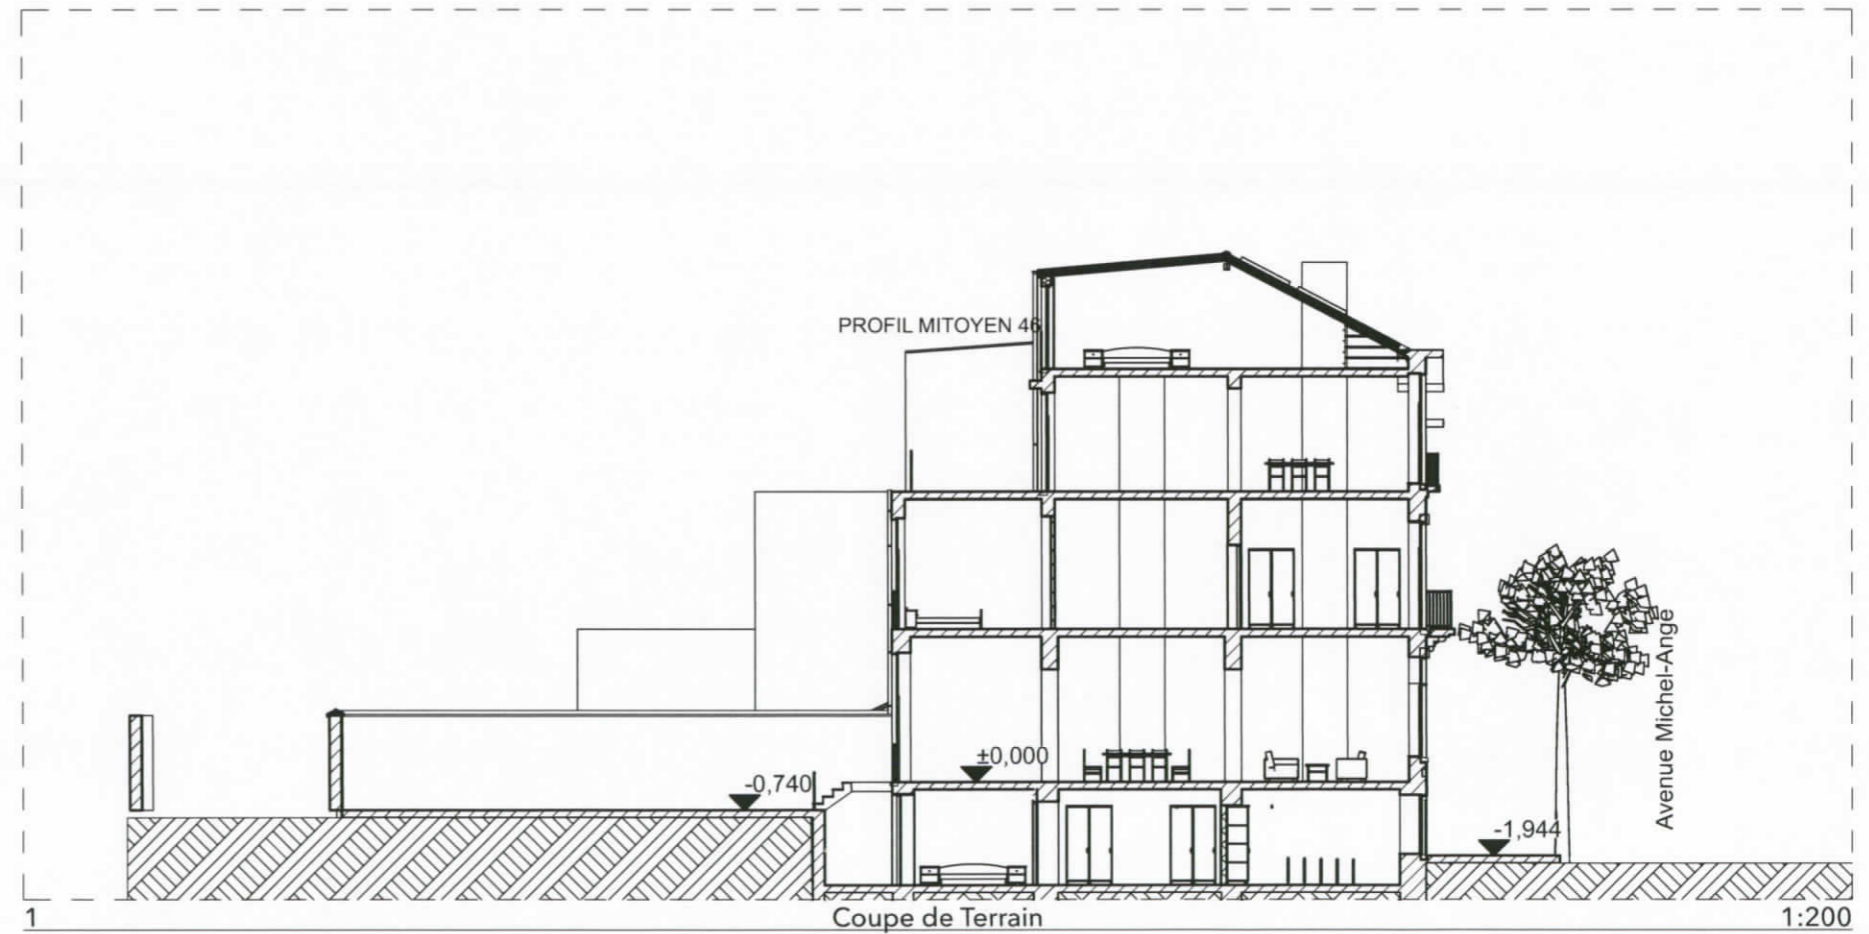 PROFIL MITOYEN 46
±0,000
-0,740
-1,944
Avenue Michel-Ange
1
Coupe de Terrain
1:200